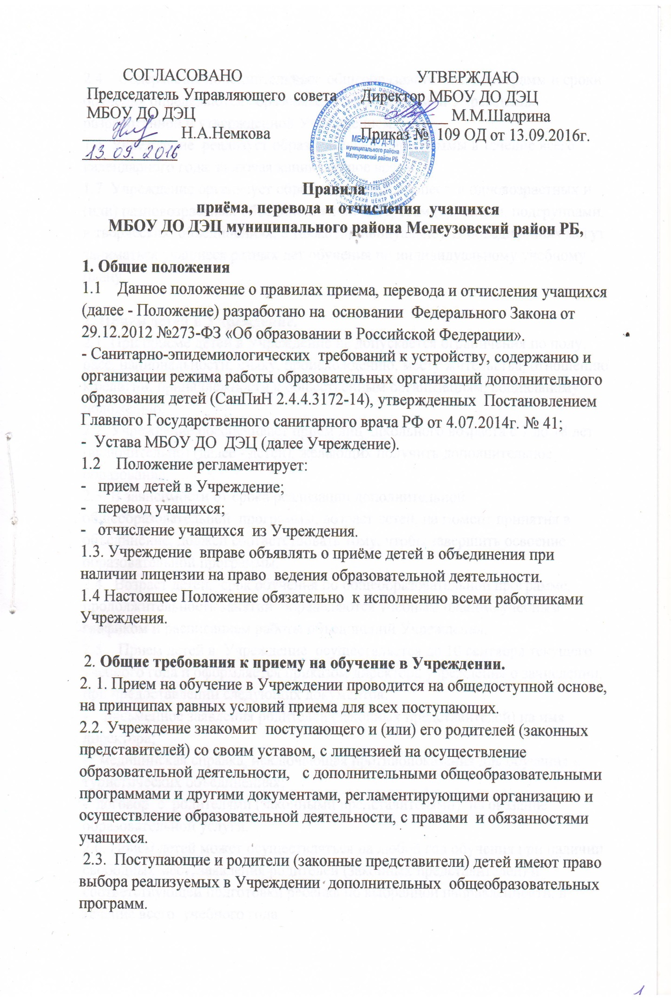 СОГЛАСОВАНО
Председатель Управляющего совета
МБОУ ДО ДЭЦ
Н.А.Немкова
13.09.2016
УТВЕРЖДАЮ
Директор МБОУ ДО ДЭЦ
М.М.Шадрина
Приказ № 109 ОД от 13.09.2016г.
МБОУ ДО ДЭЦ
муниципального района
Мелеузовский район РБ
Правила
приёма, перевода и отчисления учащихся
МБОУ ДО ДЭЦ муниципального района Мелеузовский район РБ,
1. Общие положения
1.1 Данное положение о правилах приема, перевода и отчисления учащихся
(далее - Положение) разработано на основании Федерального Закона от
29.12.2012 №273-ФЗ «Об образовании в Российской Федерации».
- Санитарно-эпидемиологических требований к устройству, содержанию и
организации режима работы образовательных организаций дополнительного
образования детей (СанПиН 2.4.4.3172-14), утвержденных Постановлением
Главного Государственного санитарного врача РФ от 4.07.2014г. № 41;
- Устава МБОУ ДО ДЭЦ (далее Учреждение).
1.2 Положение регламентирует:
- прием детей в Учреждение;
- перевод учащихся;
- отчисление учащихся из Учреждения.
1.3. Учреждение вправе объявлять о приёме детей в объединения при
наличии лицензии на право ведения образовательной деятельности.
1.4 Настоящее Положение обязательно к исполнению всеми работниками
Учреждения.
2. Общие требования к приему на обучение в Учреждении.
2. 1. Прием на обучение в Учреждении проводится на общедоступной основе,
на принципах равных условий приема для всех поступающих.
2.2. Учреждение знакомит поступающего и (или) его родителей (законных
представителей) со своим уставом, с лицензией на осуществление
образовательной деятельности, с дополнительными общеобразовательными
программами и другими документами, регламентирующими организацию и
осуществление образовательной деятельности, с правами и обязанностями
учащихся.
2.3. Поступающие и родители (законные представители) детей имеют право
выбора реализуемых в Учреждении дополнительных общеобразовательных
программ.
1